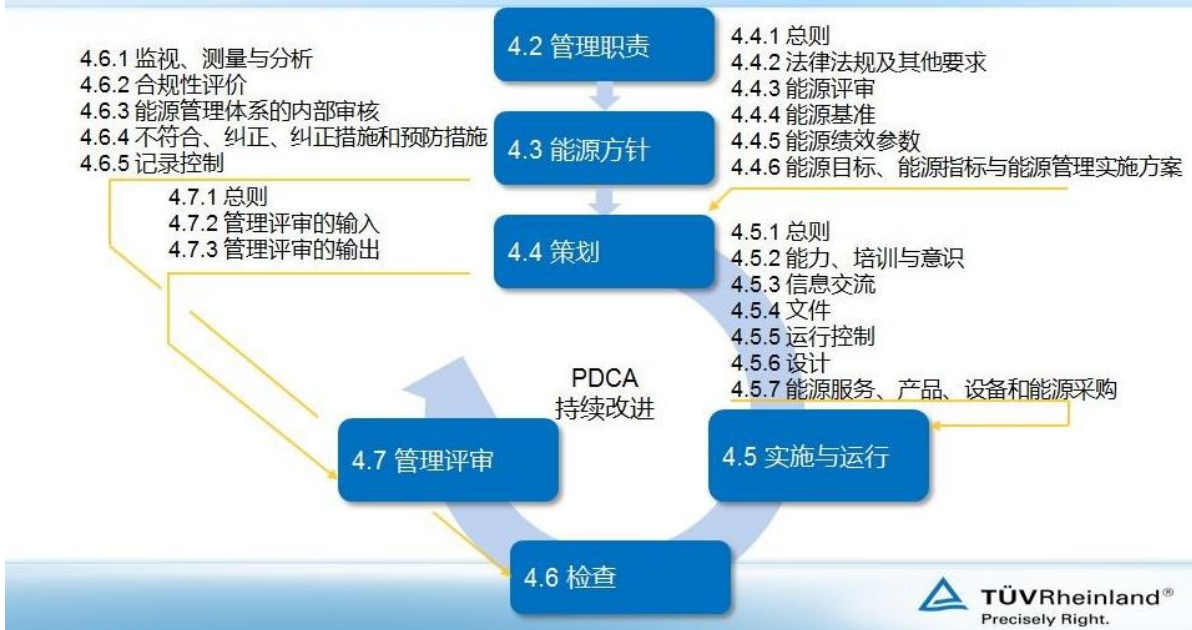 4.2 管理职责
4.3 能源方针
4.4 策划
4.6.1 监视、测量与分析
4.6.2 合规性评价
4.6.3 能源管理体系的内部审核
4.6.4 不符合、纠正、纠正措施和预防措施
4.6.5 记录控制
4.7.1 总则
4.7.2 管理评审的输入
4.7.3 管理评审的输出
4.4.1 总则
4.4.2 法律法规及其他要求
4.4.3 能源评审
4.4.4 能源基准
4.4.5 能源绩效参数
4.4.6 能源目标、能源指标与能源管理实施方案
4.5.1 总则
4.5.2 能力、培训与意识
4.5.3 信息交流
4.5.4 文件
4.5.5 运行控制
4.5.6 设计
4.5.7 能源服务、产品、设备和能源采购
PDCA
持续改进
4.7 管理评审
4.5 实施与运行
4.6 检查
TÜVRheinland®
Precisely Right.